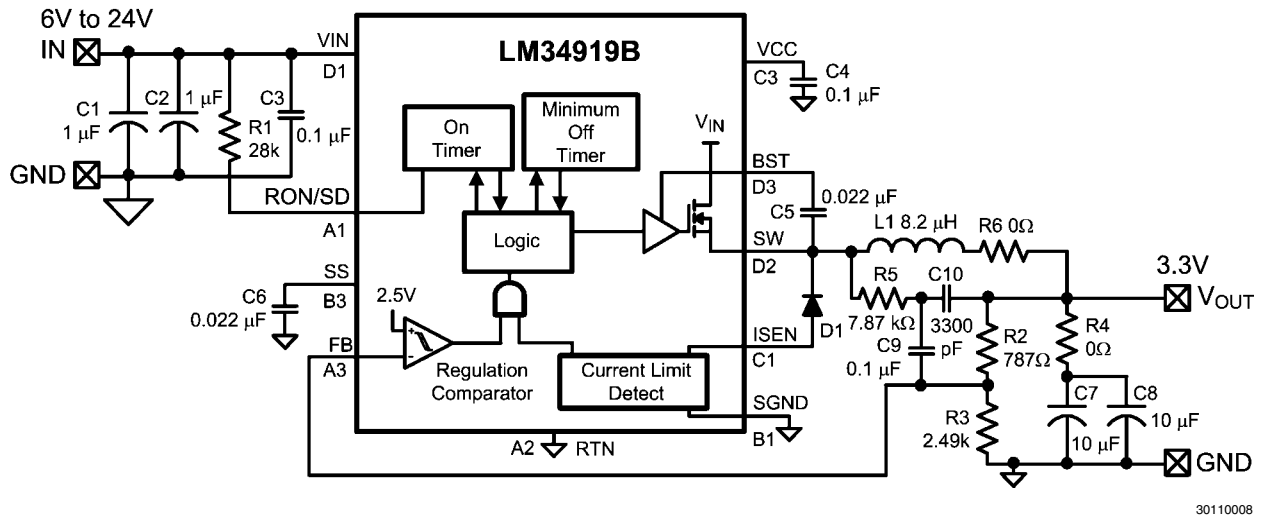 6V to 24V
IN
VIN
D1
LM34919B
VCC
C3
C4
0.1 µF
C1
1 µF
C2
1 µF
R1
28k
C3
0.1 µF
GND
On
Timer
Minimum
Off
Timer
VIN
BST
D3
0.022 µF
C5
RON/SD
A1
Logic
SW
D2
L1 8.2 µH
R6 0Ω
3.3V
VOUT
SS
B3
C6
0.022 µF
2.5V
+
-
FB
A3
Regulation
Comparator
Current Limit
Detect
ISEN
C1
D1
R5
7.87 kΩ
C10
3300
pF
C9
0.1 µF
R2
787Ω
R4
0Ω
SGND
B1
R3
2.49k
C7
10 µF
C8
10 µF
A2
RTN
GND
30110008